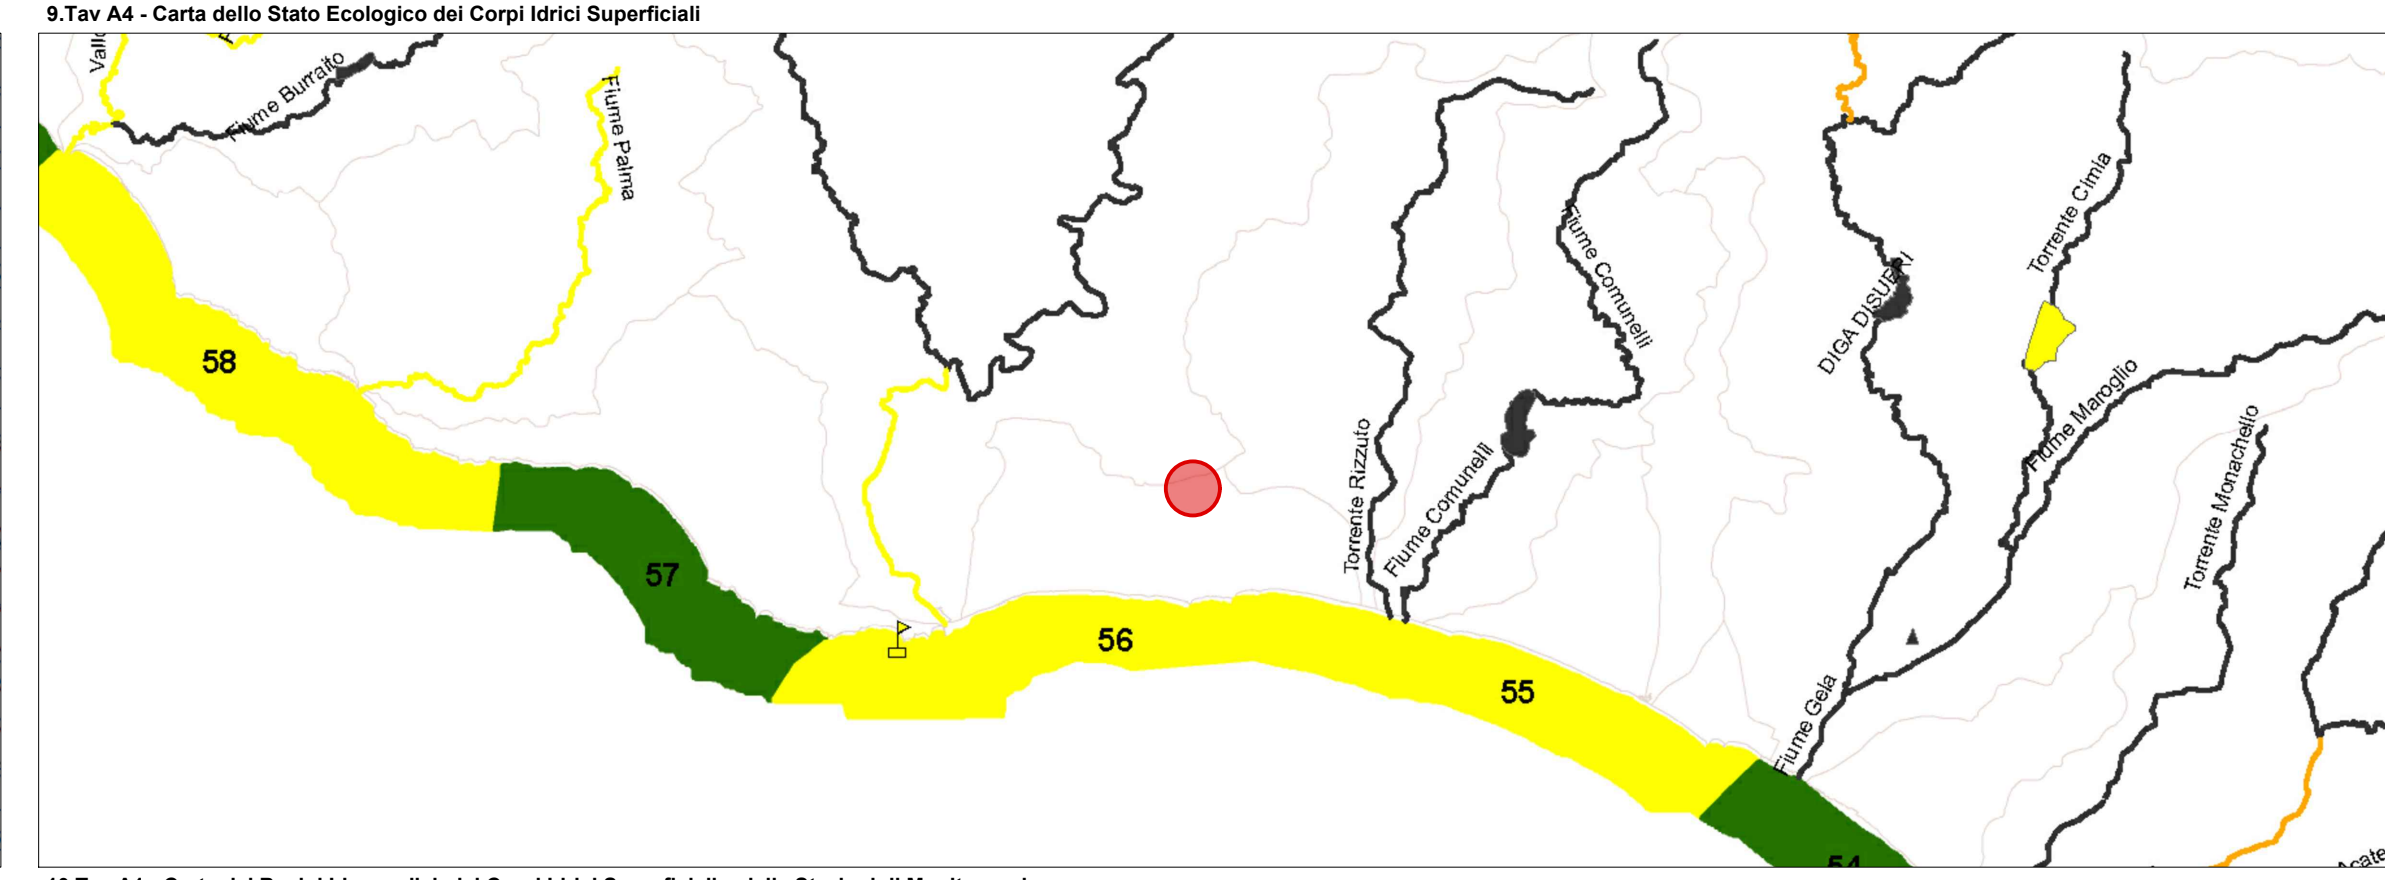 9.Tav A4 - Carta dello Stato Ecologico dei Corpi Idrici Superficiali
Fiume Burraito
Fiume Palma
Torrente Cimia
Fiume Comunelli
DIGA DISUERI
58
Fiume Maroglio
Torrente Monachello
Torrente Rizzuto
Fiume Comunelli
57
56
55
Fiume Gela
54